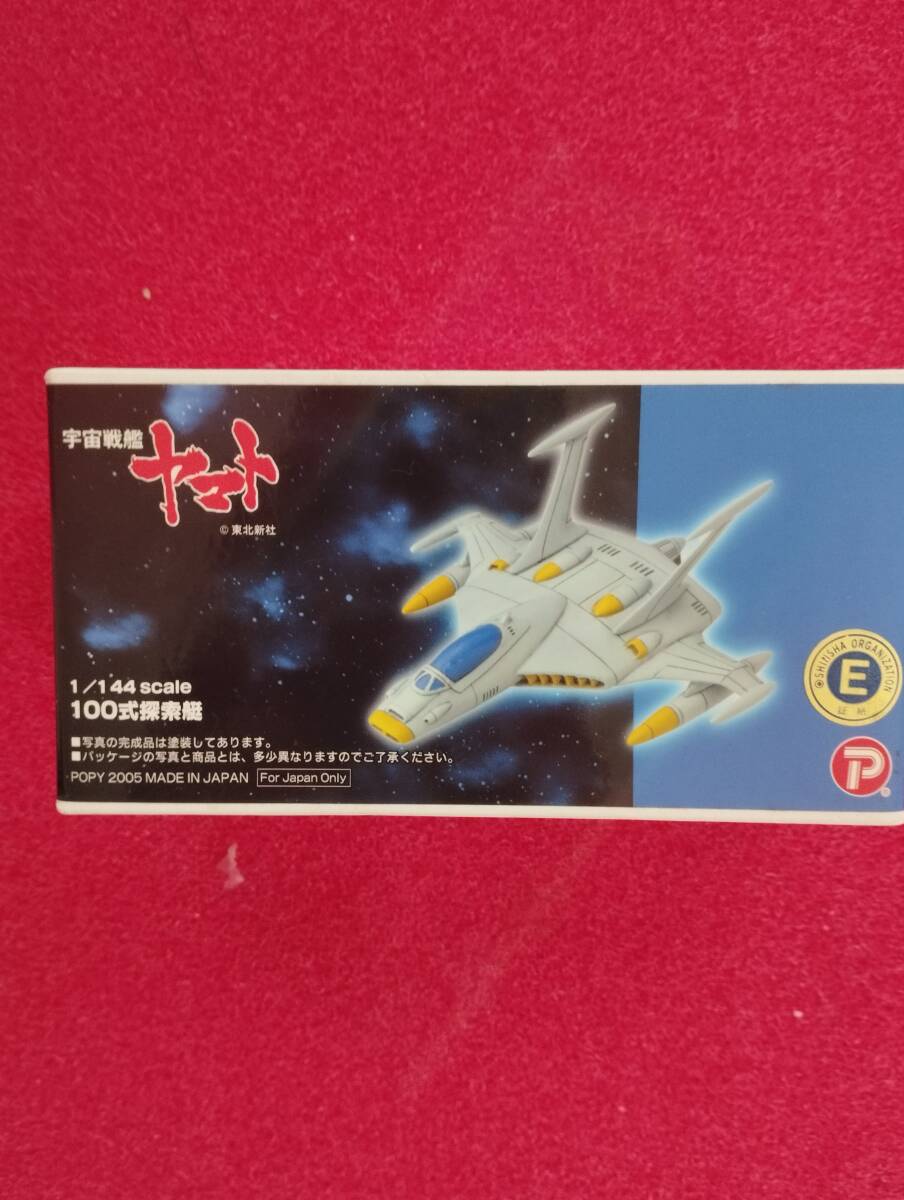 宇宙戦艦
ヤマト
© 東北新社
1/144 scale
100式探索艇
■写真の完成品は塗装してあります。
■パッケージの写真と商品とは、多少異なりますのでご了承ください。
POPY 2005 MADE IN JAPAN For Japan Only
SHINSHA ORGANIZATION
E
証紙
P
®